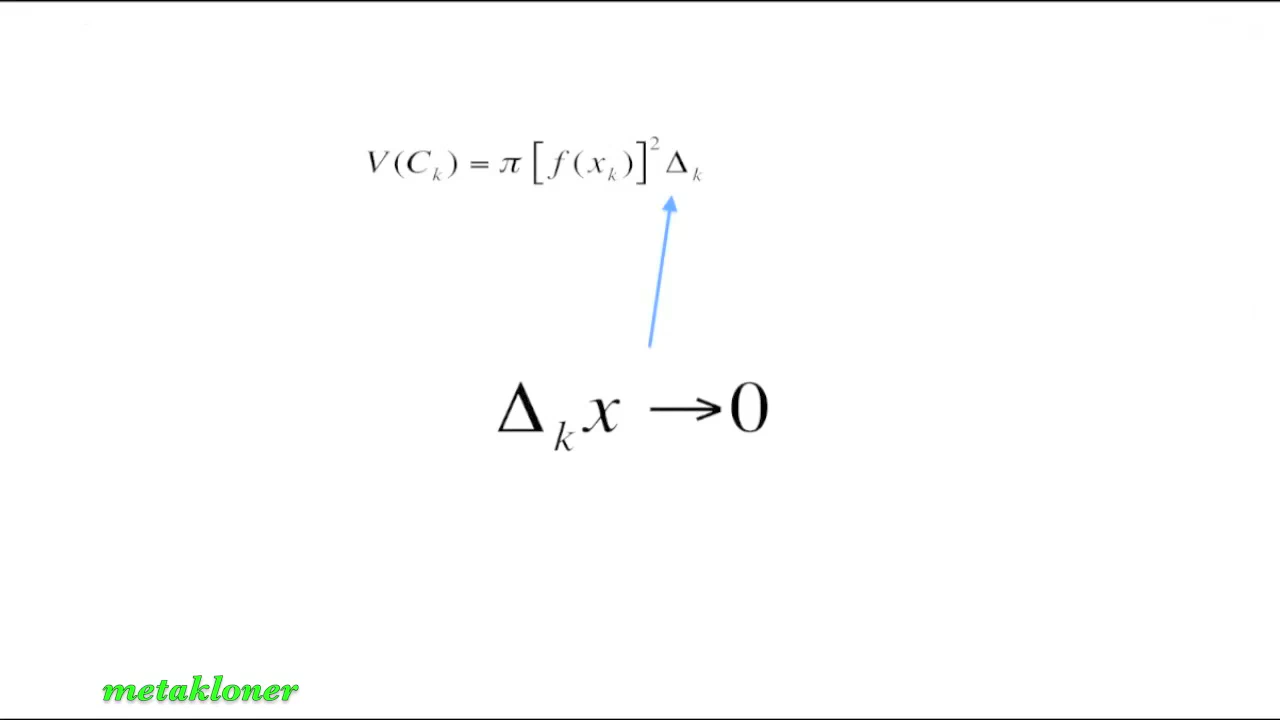 V(C_k) = π [f(x_k)]² Δ_k
Δ_k x → 0
metakloner